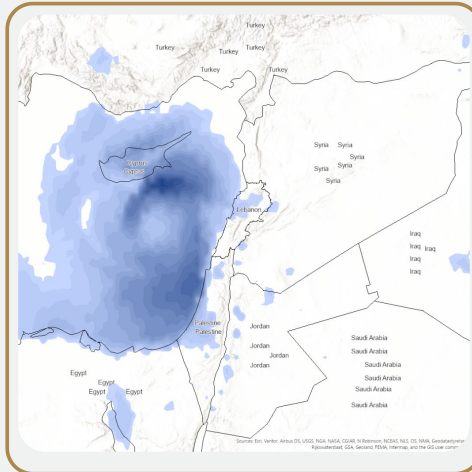 Turkey
Turkey
Turkey
Turkey
Turkey
Turkey
Syria
Syria
Syria
Syria
Syria
Syria
Cyprus
Cyprus
Lebanon
Iraq
Iraq
Iraq
Iraq
Iraq
Palestine
Palestine
Jordan
Jordan
Jordan
Jordan
Saudi Arabia
Saudi Arabia
Saudi Arabia
Saudi Arabia
Saudi Arabia
Saudi Arabia
Egypt
Egypt
Egypt
Egypt
Sources: Esri, Vantor, Airbus DS, USGS, NGA, NASA, CGIAR, N Robinson, NCEAS, NLS, OS, NMA, Geodatastyrelsen,
Rijkswaterstaat, GSA, Geoland, FEMA, Intermap, and the GIS user